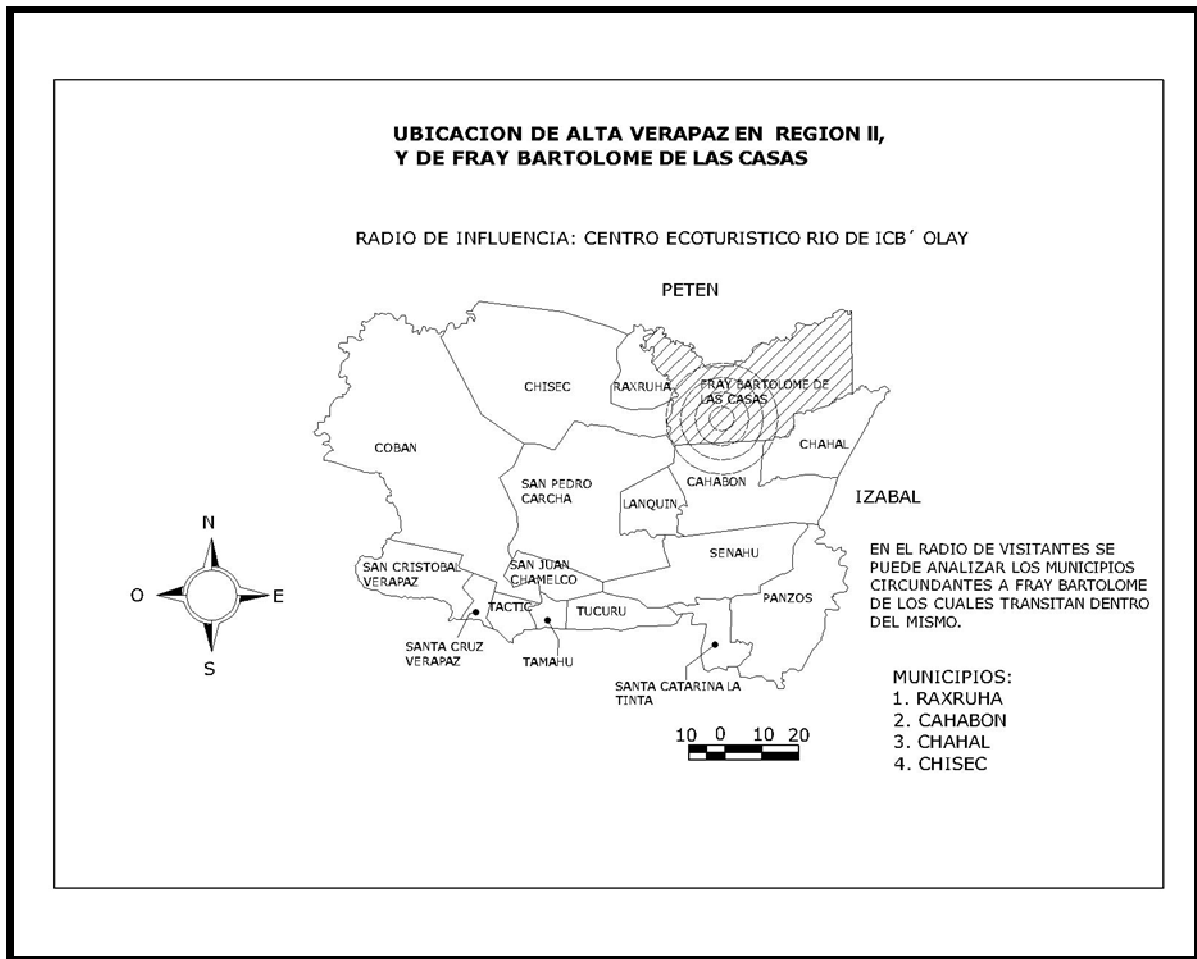 UBICACION DE ALTA VERAPAZ EN REGION II,
Y DE FRAY BARTOLOME DE LAS CASAS
RADIO DE INFLUENCIA: CENTRO ECOTURISTICO RIO DE ICB´ OLAY
PETEN
CHISEC
RAXRUHA
FRAY BARTOLOME DE
LAS CASAS
COBAN
CHAHAL
SAN PEDRO
CARCHA
LANQUIN
CAHABON
IZABAL
N
O
E
S
SAN CRISTOBAL
VERAPAZ
SAN JUAN
CHAMELCO
SENAHU
PANZOS
TACTIC
TUCURU
SANTA CRUZ
VERAPAZ
TAMAHU
SANTA CATARINA LA
TINTA
EN EL RADIO DE VISITANTES SE
PUEDE ANALIZAR LOS MUNICIPIOS
CIRCUNDANTES A FRAY BARTOLOME
DE LOS CUALES TRANSITAN DENTRO
DEL MISMO.
MUNICIPIOS:
1. RAXRUHA
2. CAHABON
3. CHAHAL
4. CHISEC
10 0 10 20